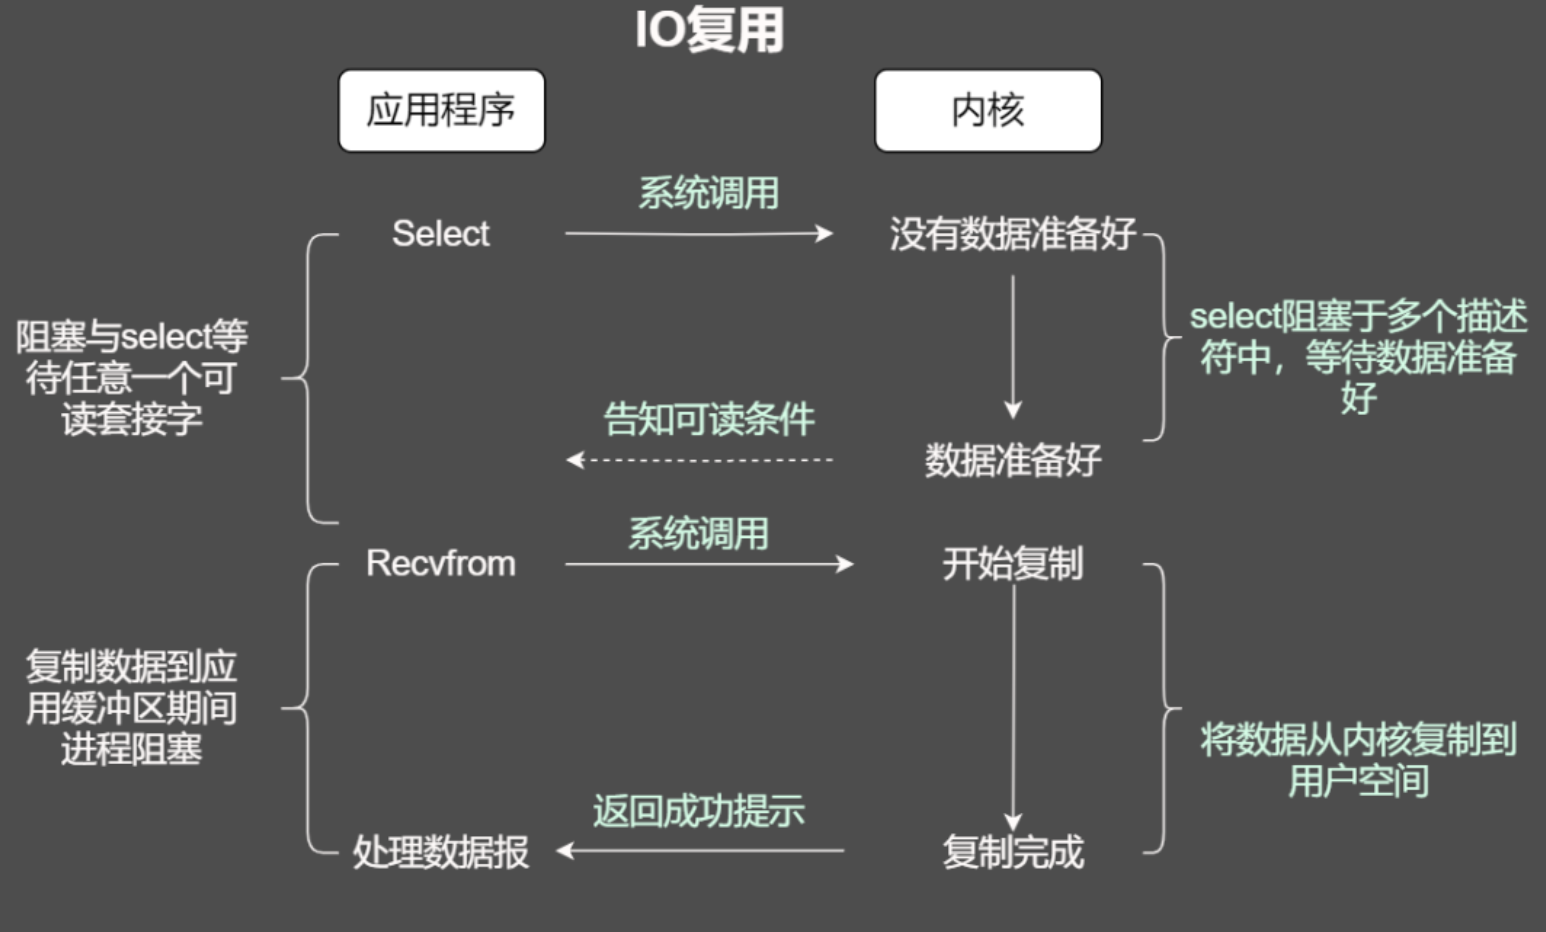 IO复用
应用程序
内核
系统调用
Select
没有数据准备好
阻塞与select等
待任意一个可
读套接字
select阻塞于多个描述
符中，等待数据准备
好
告知可读条件
数据准备好
系统调用
Recvfrom
开始复制
复制数据到应
用缓冲区期间
进程阻塞
将数据从内核复制到
用户空间
返回成功提示
处理数据报
复制完成